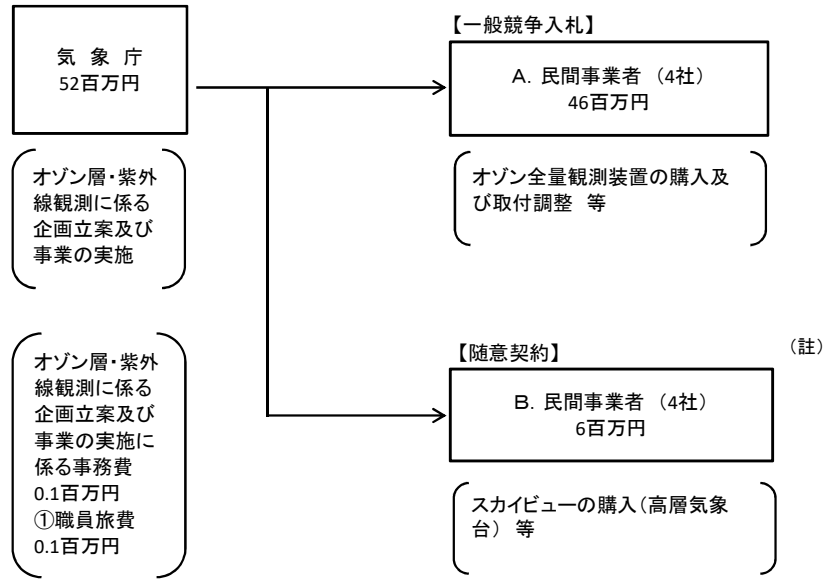 気 象 庁
52百万円
オゾン層・紫外
線観測に係る
企画立案及び
事業の実施
オゾン層・紫外
線観測に係る
企画立案及び
事業の実施に
係る事務費
0.1百万円
①職員旅費
0.1百万円
【一般競争入札】
A. 民間事業者 (4社)
46百万円
オゾン全量観測装置の購入及
び取付調整 等
【随意契約】
(註)
B. 民間事業者 (4社)
6百万円
スカイビューの購入(高層気象
台) 等